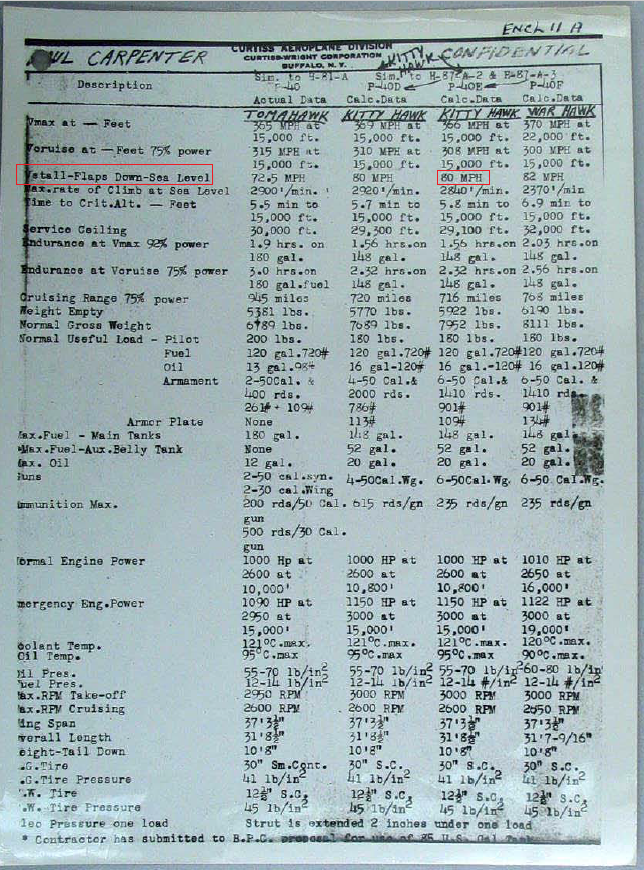 ENCL 11 A
CARPENTER
CURTISS AEROPLANE DIVISION
CURTISS-WRIGHT CORPORATION
BUFFALO, N.Y.
KITTY HAWK
CONFIDENTIAL
Description
Sim. to H-81-A Sim. to H-87-A-2 & H-87-A-3
P-40 P-40D P-40E P-40F
Actual Data Calc.Data Calc.Data Calc.Data
TOMAHAWK KITTY HAWK KITTY HAWK WAR HAWK
Vmax at — Feet 365 MPH at 369 MPH at 366 MPH at 370 MPH at
15,000 ft. 15,000 ft. 15,000 ft. 22,000 ft.
Vcruise at —Feet 75% power 315 MPH at 310 MPH at 308 MPH at 300 MPH at
15,000 ft. 15,000 ft. 15,000 ft. 15,000 ft.
Vstall-Flaps Down-Sea Level 72.5 MPH 80 MPH 80 MPH 82 MPH
Max.rate of Climb at Sea Level 2900'/min. 2920'/min. 2840'/min. 2370'/min
Time to Crit.Alt. — Feet 5.5 min to 5.7 min to 5.8 min to 6.9 min to
15,000 ft. 15,000 ft. 15,000 ft. 15,000 ft.
Service Ceiling 30,000 ft. 29,300 ft. 29,100 ft. 32,000 ft.
Endurance at Vmax 92% power 1.9 hrs. on 1.56 hrs.on 1.56 hrs.on 2.03 hrs.on
180 gal. 148 gal. 148 gal. 148 gal.
Endurance at Vcruise 75% power 3.0 hrs.on 2.32 hrs.on 2.32 hrs.on 2.56 hrs.on
180 gal.fuel 148 gal. 148 gal. 148 gal.
Cruising Range 75% power 945 miles 720 miles 716 miles 768 miles
Weight Empty 5381 lbs. 5770 lbs. 5922 lbs. 6190 lbs.
Normal Gross Weight 6789 lbs. 7689 lbs. 7952 lbs. 8111 lbs.
Normal Useful Load - Pilot 200 lbs. 180 lbs. 180 lbs. 180 lbs.
Fuel 120 gal.720# 120 gal.720# 120 gal.720# 120 gal.720#
Oil 13 gal.98# 16 gal-120# 16 gal.-120# 16 gal-120#
Armament 2-50Cal. & 4-50 Cal. & 6-50 Cal.& 6-50 Cal. &
400 rds. 2000 rds. 1410 rds. 1410 rds.
261# + 109# 786# 901# 901#
Armor Plate None 113# 109# 134#
Max.Fuel - Main Tanks 180 gal. 148 gal. 148 gal. 148 gal.
*Max.Fuel-Aux.Belly Tank None 52 gal. 52 gal. 52 gal.
Max. Oil 12 gal. 20 gal. 20 gal. 20 gal.
Guns 2-50 cal.syn. 4-50Cal.Wg. 6-50Cal.Wg. 6-50 Cal.Wg.
2-30 cal.Wing
Ammunition Max. 200 rds/50 Cal. 615 rds/gn 235 rds/gn 235 rds/gn
gun
500 rds/30 Cal.
gun
Normal Engine Power 1000 Hp at 1000 HP at 1000 HP at 1010 HP at
2600 at 2600 at 2600 at 2650 at
10,000' 10,800' 10,800' 16,000'
Emergency Eng.Power 1090 HP at 1150 HP at 1150 HP at 1122 HP at
2950 at 3000 at 3000 at 3000 at
15,000' 15,000' 15,000' 19,000'
Coolant Temp. 121°C.max. 121°C.max. 121°C.max. 120°C.max.
Oil Temp. 95°C max 95°C.max. 95°C.max. 90°C.max.
Oil Pres. 55-70 lb/in2 55-70 lb/in2 55-70 lb/in2 60-80 lb/in2
Fuel Pres. 12-14 lb/in2 12-14 lb/in2 12-14 #/in2 12-14 #/in2
Max.RPM Take-off 2950 RPM 3000 RPM 3000 RPM 3000 RPM
Max.RPM Cruising 2600 RPM 2600 RPM 2600 RPM 2650 RPM
Wing Span 37'3½" 37'3½" 37'3½" 37'3½"
Overall Length 31'8½" 31'8½" 31'8½" 31'7-9/16"
Height-Tail Down 10'8" 10'8" 10'8" 10'8"
L.G.Tire 30" Sm.Cont. 30" S.C. 30" S.C. 30" S.C.
L.G.Tire Pressure 41 lb/in2 41 lb/in2 41 lb/in2 41 lb/in2
T.W. Tire 12½" S.C. 12½" S.C. 12½" S.C. 12½" S.C.
T.W. Tire Pressure 45 lb/in2 45 lb/in2 45 lb/in2 45 lb/in2
Oleo Pressure one load Strut is extended 2 inches under one load
* Contractor has submitted to B.P.C. proposal for use of 85 U.S. Gal Tank